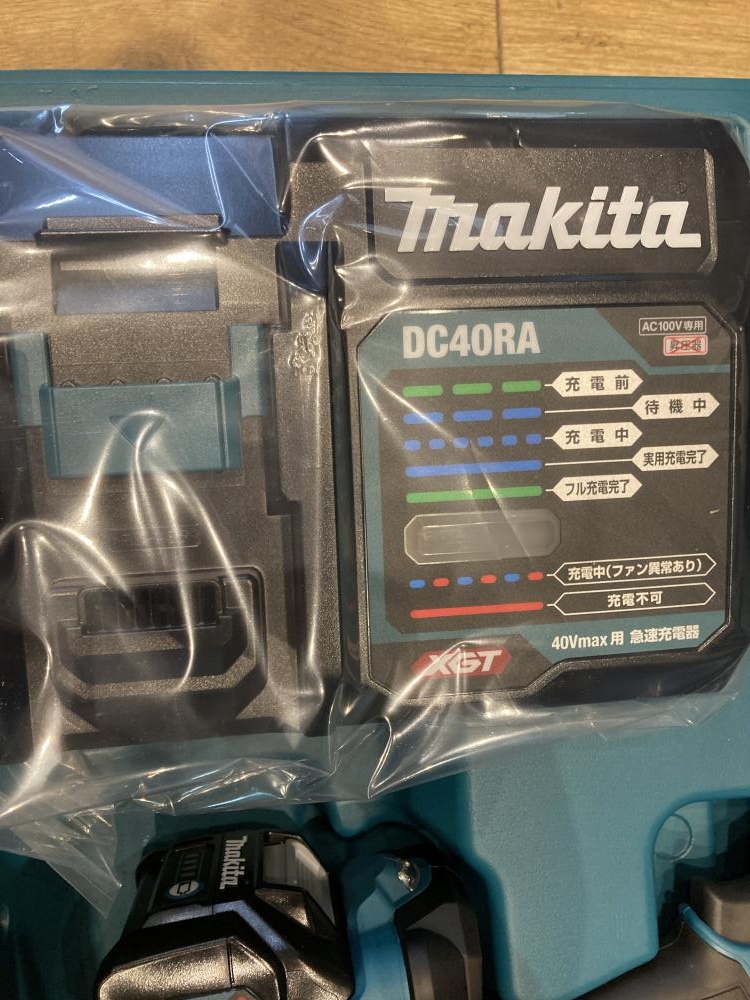 makita
DC40RA
AC100V専用
昇圧器
充電前
待機中
充電中
実用充電完了
フル充電完了
充電中(ファン異常あり)
充電不可
XGT
40Vmax用 急速充電器
makita